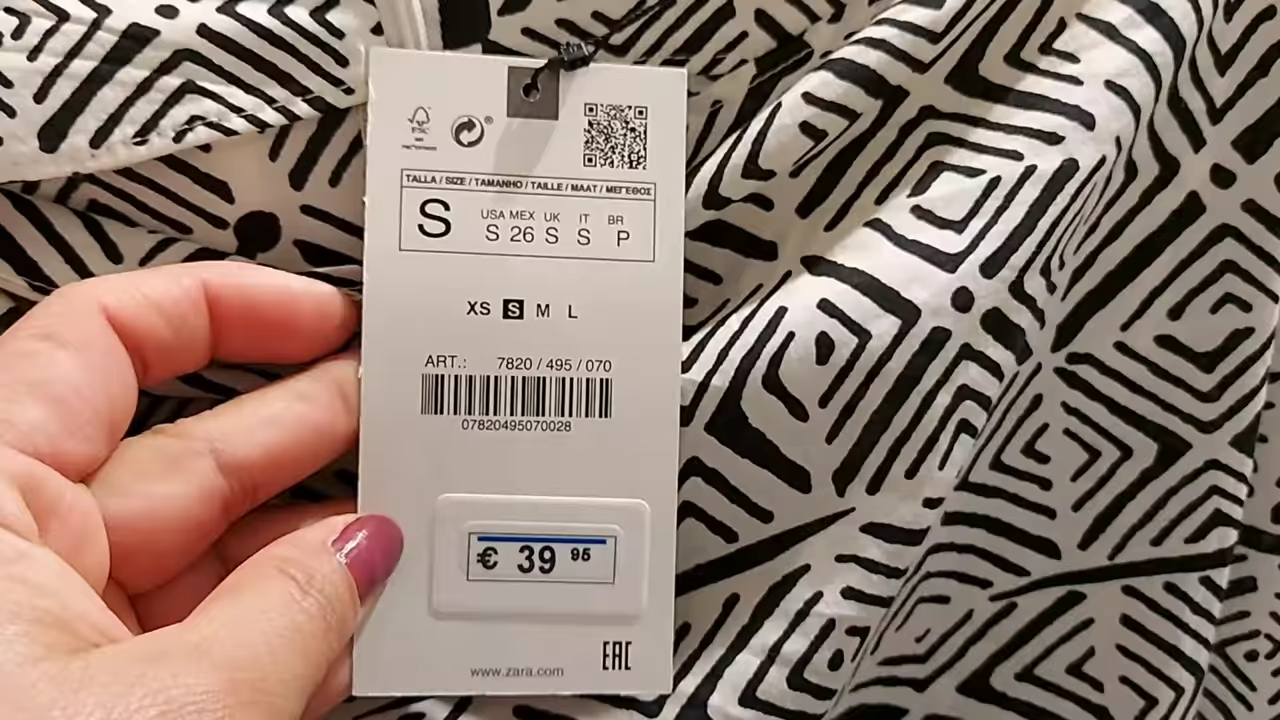 FSC
®
TALLA / SIZE / TAMANHO / TAILLE / MAAT / ΜΕΓΕΘΟΣ
S
USA MEX UK IT BR
S 26 S S P
XS S M L
ART.: 7820 / 495 / 070
07820495070028
€ 39 95
EAC
www.zara.com